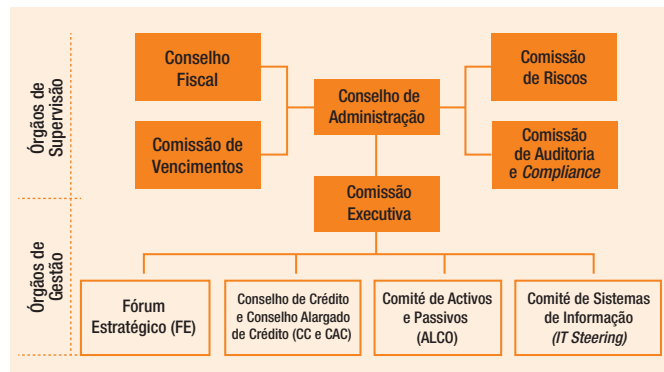 Órgãos de
Supervisão
Conselho
Fiscal
Comissão de
Vencimentos
Conselho de
Administração
Comissão
de Riscos
Comissão
de Auditoria
e Compliance
Comissão
Executiva
Órgãos de
Gestão
Fórum
Estratégico (FE)
Conselho de Crédito
e Conselho Alargado
de Crédito (CC e CAC)
Comité de Activos
e Passivos
(ALCO)
Comité de Sistemas
de Informação
(IT Steering)